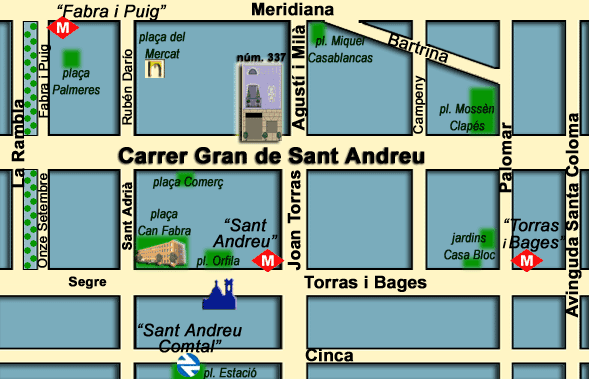 "Fabra i Puig"
Meridiana
M
plaça del
Mercat
pl. Miquel
Casablancas
Bartrina
núm. 337
plaça
Palmeres
Fabra i Puig
Rubén Darío
Agustí i Milà
Campeny
pl. Mossèn
Clapés
La Rambla
Carrer Gran de Sant Andreu
Palomar
Avinguda Santa Coloma
plaça Comerç
Onze Setembre
Sant Adrià
plaça
Can Fabra
"Sant
Andreu"
Joan Torras
pl. Orfila
M
jardins
Casa Bloc
"Torras
i Bages"
M
Segre
Torras i Bages
"Sant Andreu
Comtal"
Cinca
pl. Estació